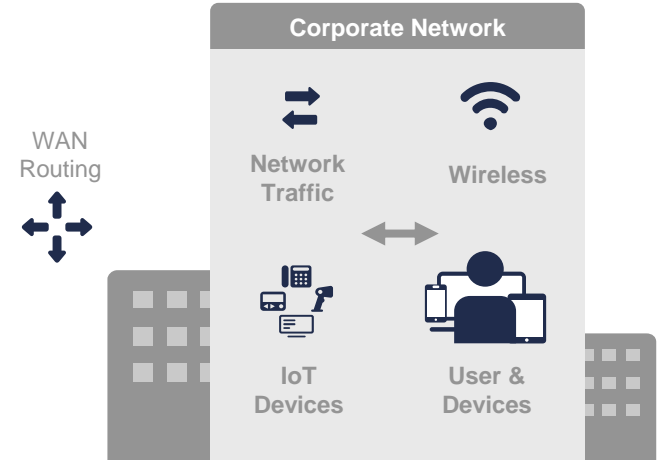 Corporate Network
WAN
Routing
Network
Traffic
Wireless
IoT
Devices
User &
Devices